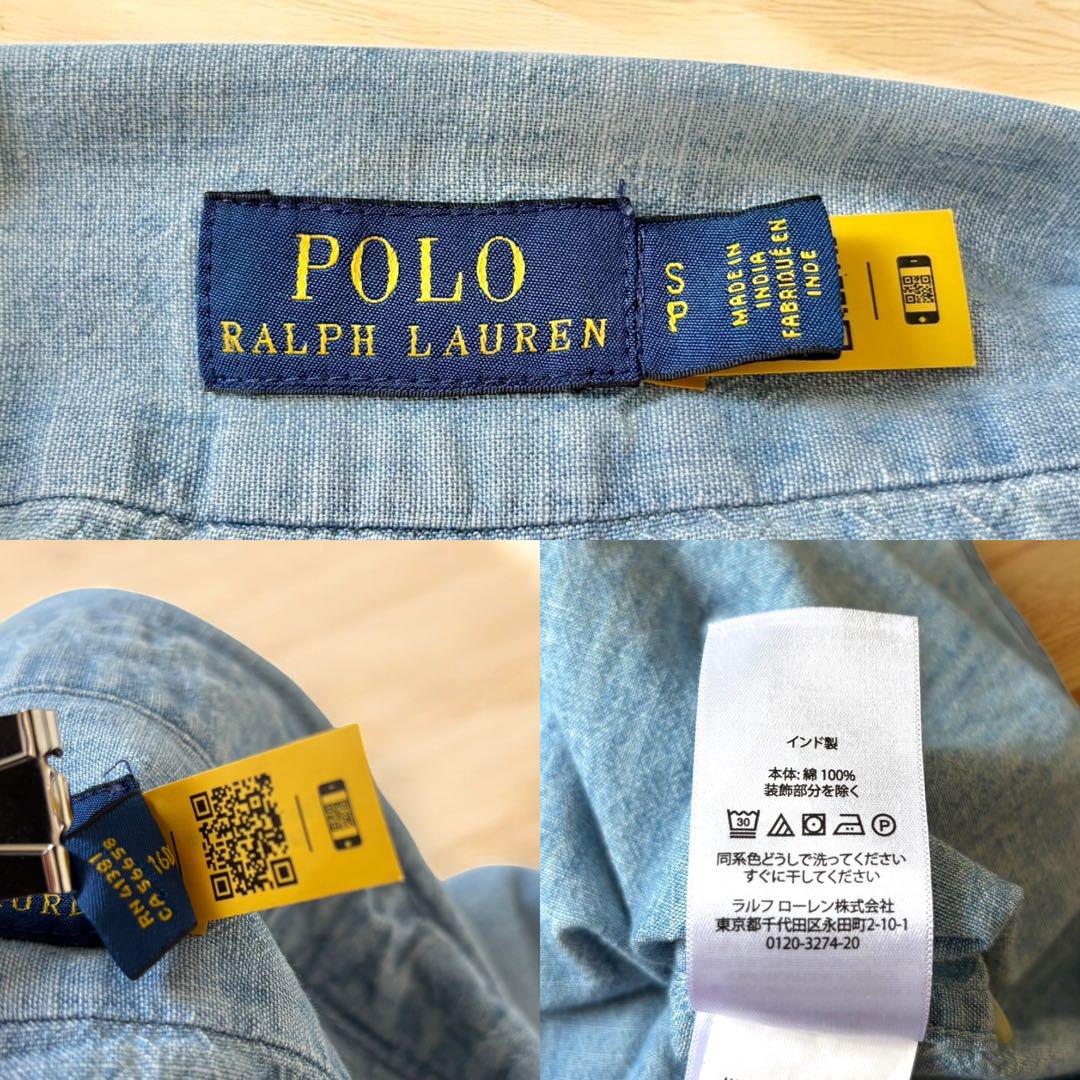 POLO
RALPH LAUREN
S
P
MADE IN
INDIA
FABRIQUÉ EN
INDE
RN 41381
CA 56658
160
インド製
本体: 綿 100%
装飾部分を除く
30
P
同系色どうしで洗ってください
すぐに干してください
ラルフ ローレン株式会社
東京都千代田区永田町2-10-1
0120-3274-20